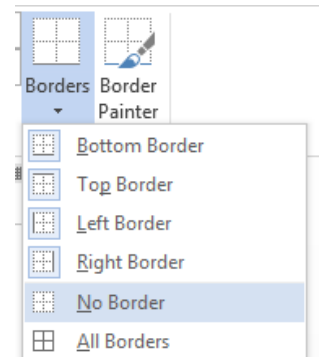 Borders Border
Painter
Bottom Border
Top Border
Left Border
Right Border
No Border
All Borders